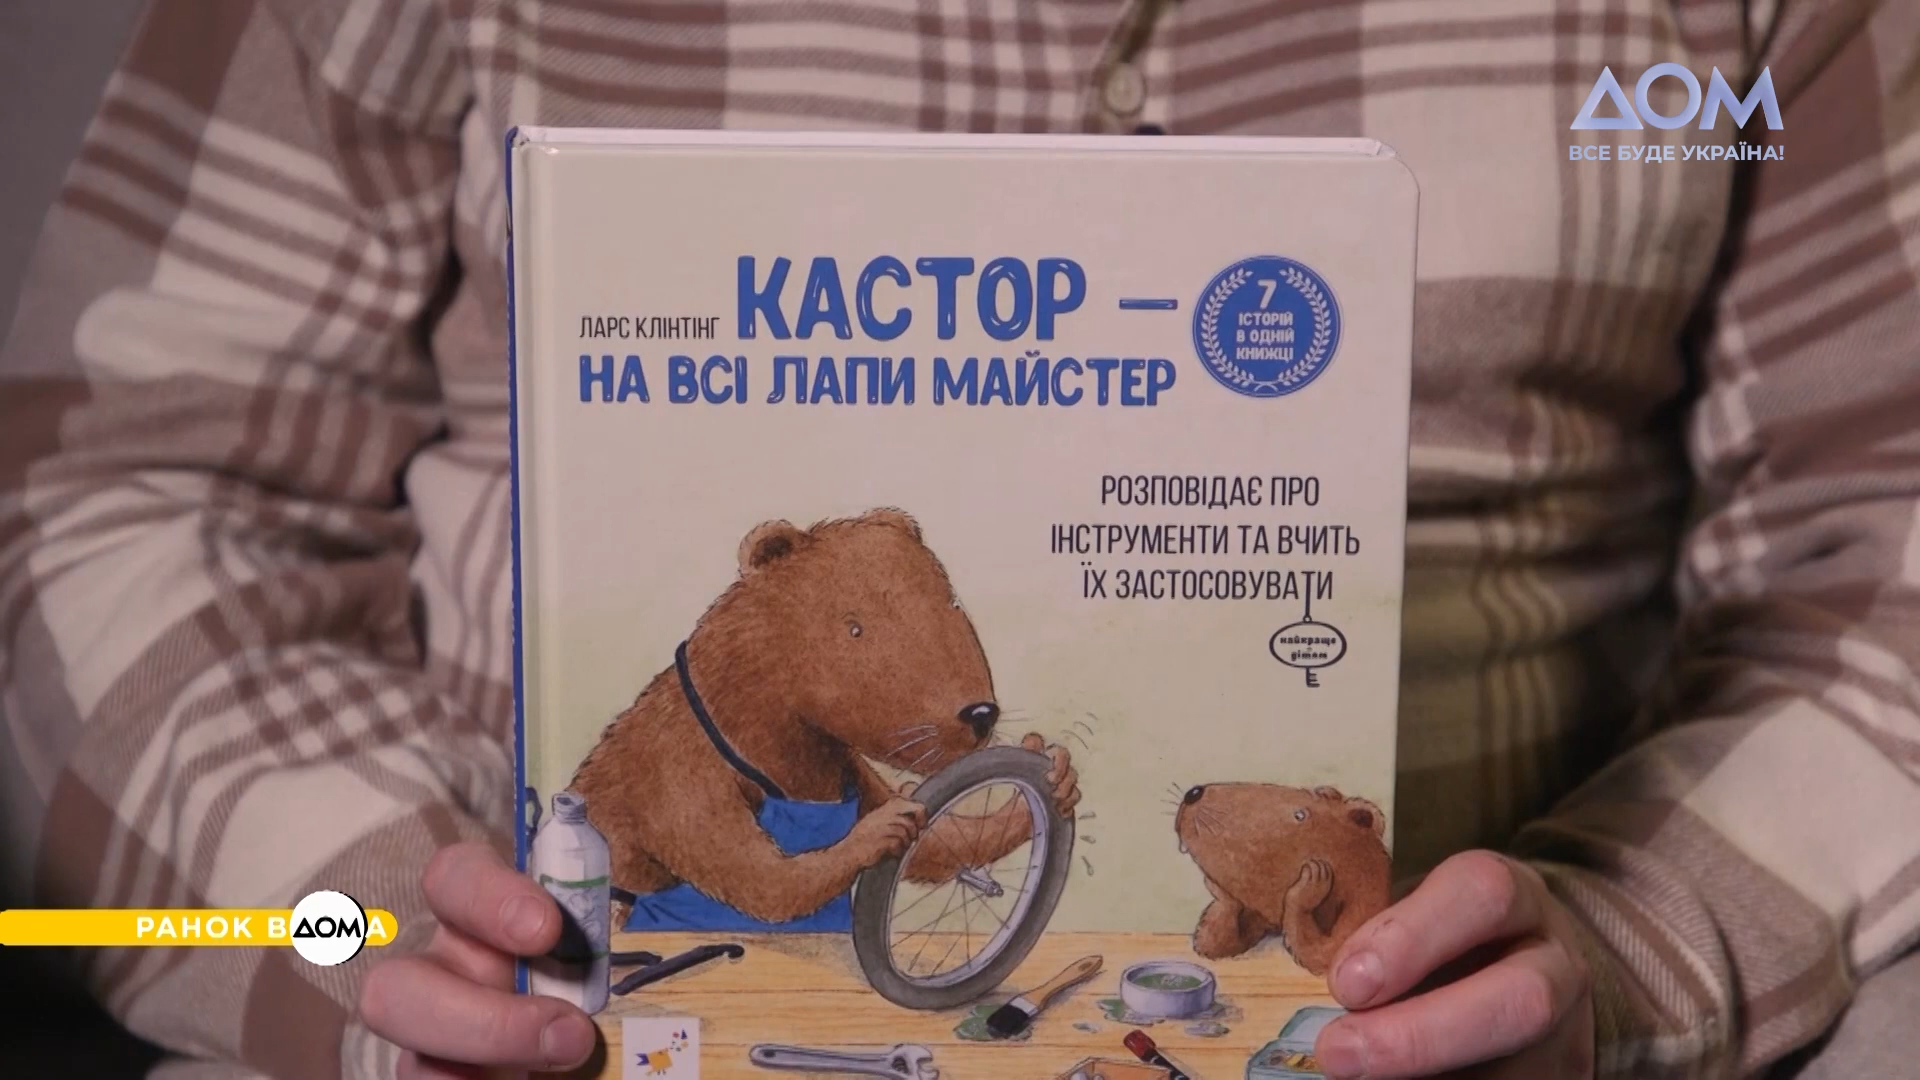 ДОМ
ВСЕ БУДЕ УКРАЇНА!
ЛАРС КЛІНТІНГ КАСТОР –
НА ВСІ ЛАПИ МАЙСТЕР
7
ІСТОРІЙ
В ОДНІЙ
КНИЖЦІ
РОЗПОВІДАЄ ПРО
ІНСТРУМЕНТИ ТА ВЧИТЬ
ЇХ ЗАСТОСОВУВАТИ
найкраще
дітям
РАНОК В ДОМА